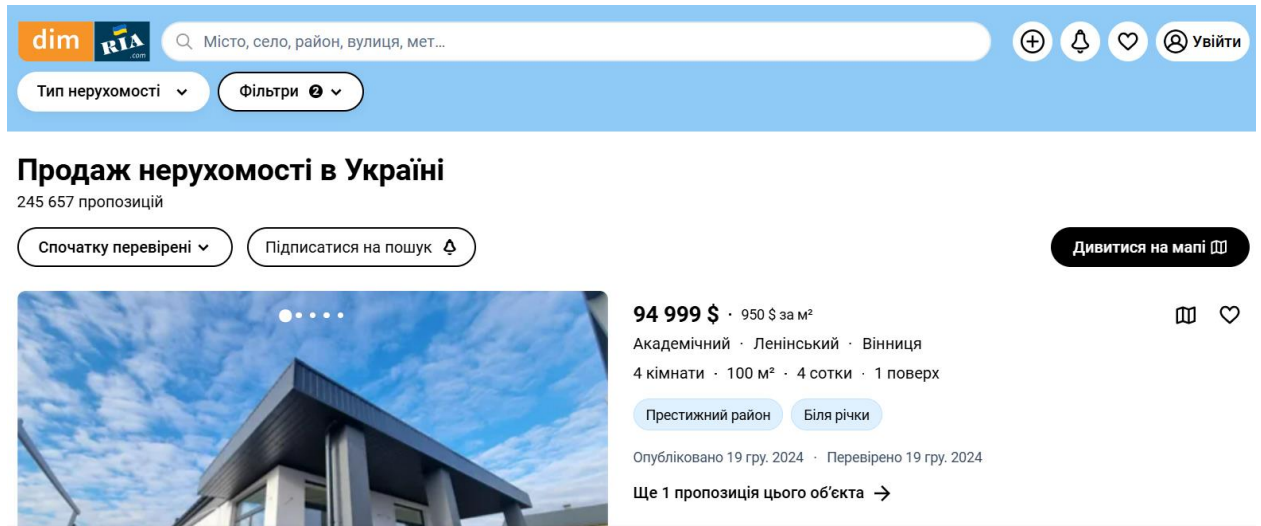 dim RIA .com Місто, село, район, вулиця, мет... Увійти
Тип нерухомості Фільтри 2
Продаж нерухомості в Україні
245 657 пропозицій
Спочатку перевірені Підписатися на пошук Дивитися на мапі
94 999 $ · 950 $ за м²
Академічний · Ленінський · Вінниця
4 кімнати · 100 м² · 4 сотки · 1 поверх
Престижний район Біля річки
Опубліковано 19 гру. 2024 · Перевірено 19 гру. 2024
Ще 1 пропозиція цього об’єкта →